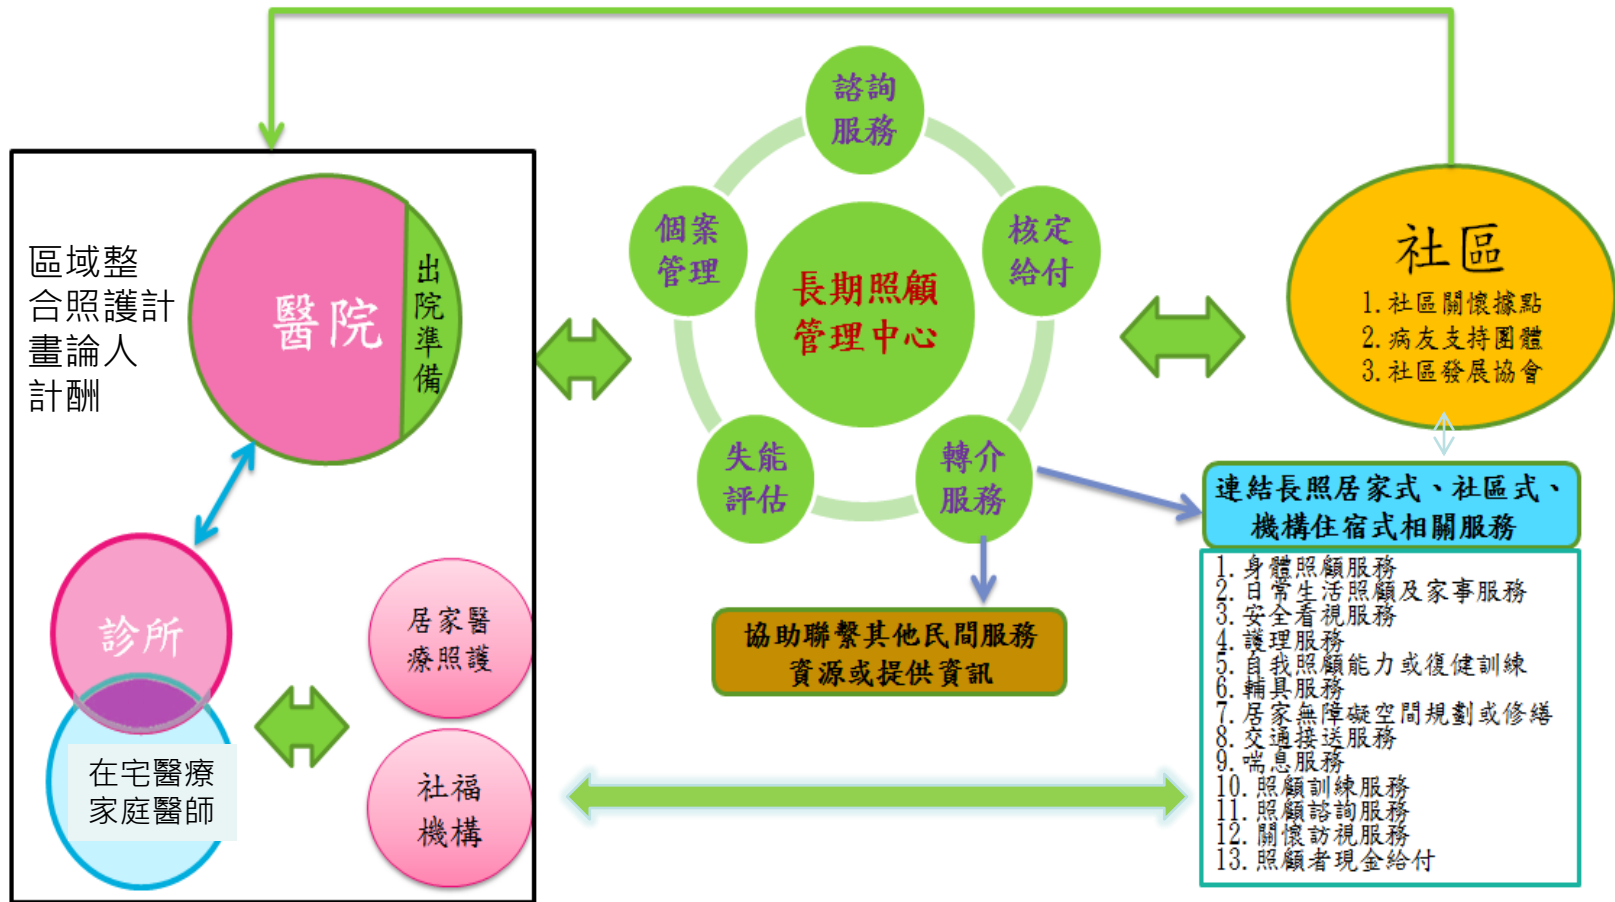 區域整
合照護計
畫論人
計酬
醫院
出院準備
診所
在宅醫療
家庭醫師
居家醫
療照護
社福
機構
諮詢
服務
個案
管理
核定
給付
長期照顧
管理中心
失能
評估
轉介
服務
協助聯繫其他民間服務
資源或提供資訊
社區
1.社區關懷據點
2.病友支持團體
3.社區發展協會
連結長照居家式、社區式、
機構住宿式相關服務
1.身體照顧服務
2.日常生活照顧及家事服務
3.安全看視服務
4.護理服務
5.自我照顧能力或復健訓練
6.輔具服務
7.居家無障礙空間規劃或修繕
8.交通接送服務
9.喘息服務
10.照顧訓練服務
11.照顧諮詢服務
12.關懷訪視服務
13.照顧者現金給付